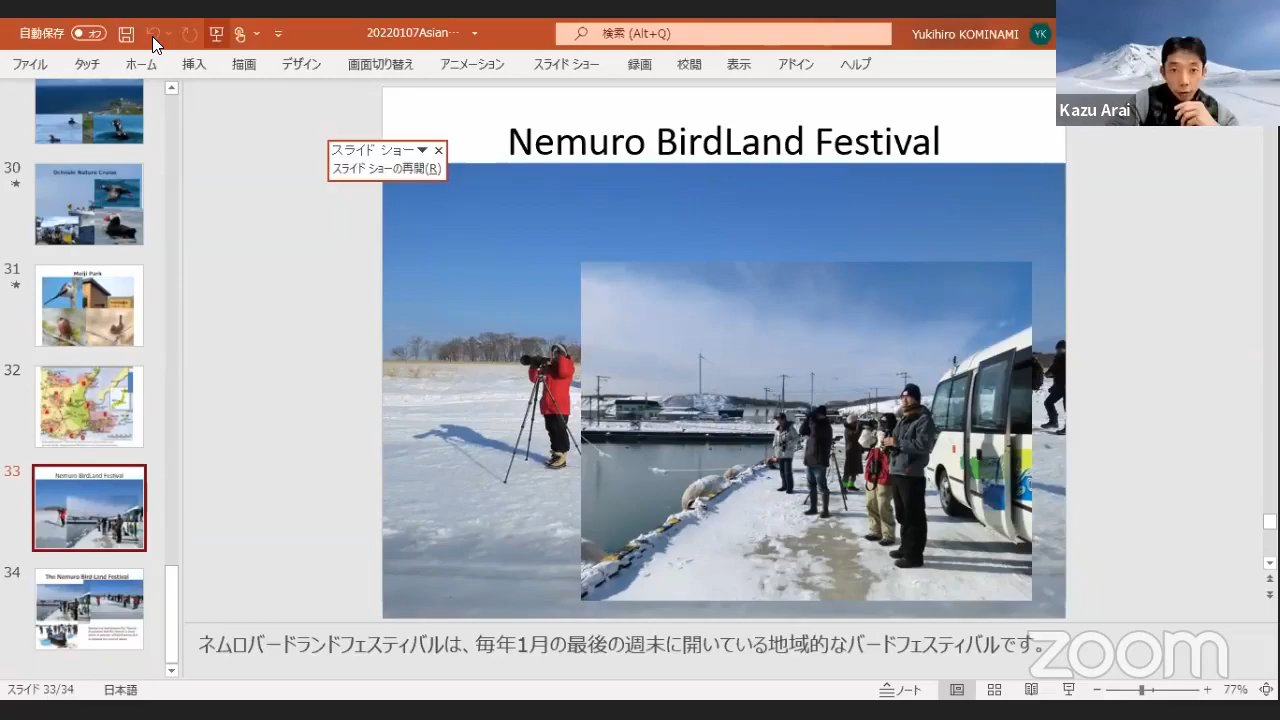 自動保存 オフ
20220107Asian…
検索 (Alt+Q)
Yukihiro KOMINAMI YK
ファイル タッチ ホーム 挿入 描画 デザイン 画面切り替え アニメーション スライド ショー 録画 校閲 表示 アドイン ヘルプ
Kazu Arai
スライド ショー
スライド ショーの再開(R)
Nemuro BirdLand Festival
30
Ochiishi Nature Cruise
31
Meiji Park
32
33
Nemuro BirdLand Festival
34
The Nemuro Bird Land Festival
ネムロバードランドフェスティバルは、毎年1月の最後の週末に開いている地域的なバードフェスティバルです。
zoom
スライド 33/34 日本語
ノート
77%